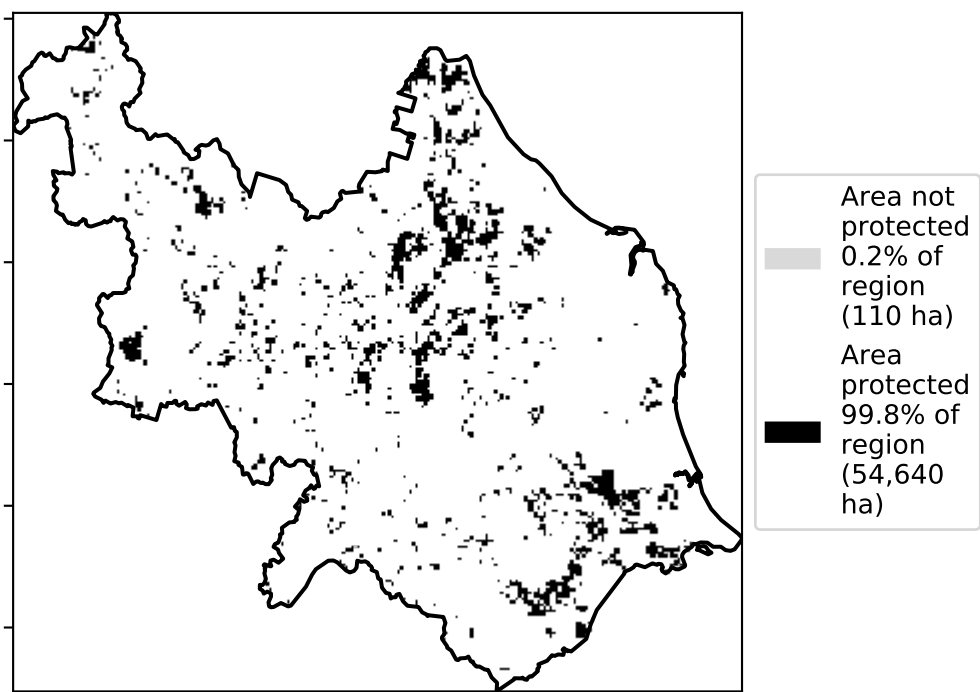 Area not
protected
0.2% of
region
(110 ha)
Area
protected
99.8% of
region
(54,640
ha)